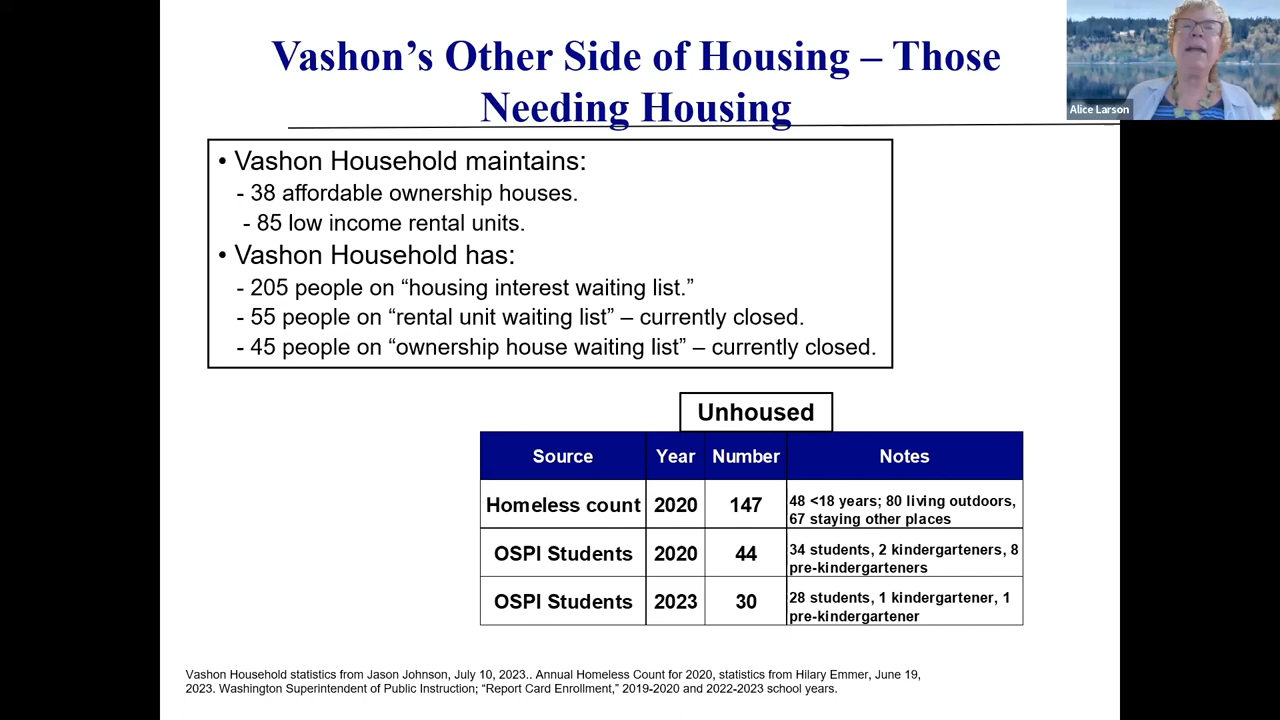 Vashon’s Other Side of Housing – Those
Needing Housing
Alice Larson
• Vashon Household maintains:
- 38 affordable ownership houses.
- 85 low income rental units.
• Vashon Household has:
- 205 people on “housing interest waiting list.”
- 55 people on “rental unit waiting list” – currently closed.
- 45 people on “ownership house waiting list” – currently closed.
Unhoused
Source Year Number Notes
Homeless count 2020 147 48 <18 years; 80 living outdoors,
67 staying other places
OSPI Students 2020 44 34 students, 2 kindergarteners, 8
pre-kindergarteners
OSPI Students 2023 30 28 students, 1 kindergartener, 1
pre-kindergartener
Vashon Household statistics from Jason Johnson, July 10, 2023.. Annual Homeless Count for 2020, statistics from Hilary Emmer, June 19,
2023. Washington Superintendent of Public Instruction; “Report Card Enrollment,” 2019-2020 and 2022-2023 school years.